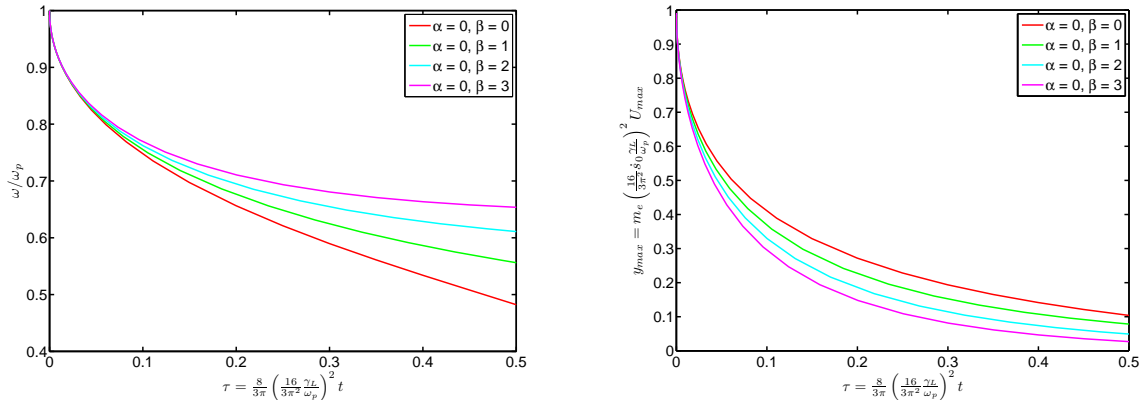 1
0.9
0.8
0.7
0.6
0.5
0.4
0 0.1 0.2 0.3 0.4 0.5
ω/ω_p
τ = 8/3π (16/3π² γ_L/ω_p)² t
α = 0, β = 0
α = 0, β = 1
α = 0, β = 2
α = 0, β = 3
1
0.9
0.8
0.7
0.6
0.5
0.4
0.3
0.2
0.1
0
0 0.1 0.2 0.3 0.4 0.5
y_max = m_e (16/3π² ṡ₀ γ_L/ω_p)² U_max
τ = 8/3π (16/3π² γ_L/ω_p)² t
α = 0, β = 0
α = 0, β = 1
α = 0, β = 2
α = 0, β = 3